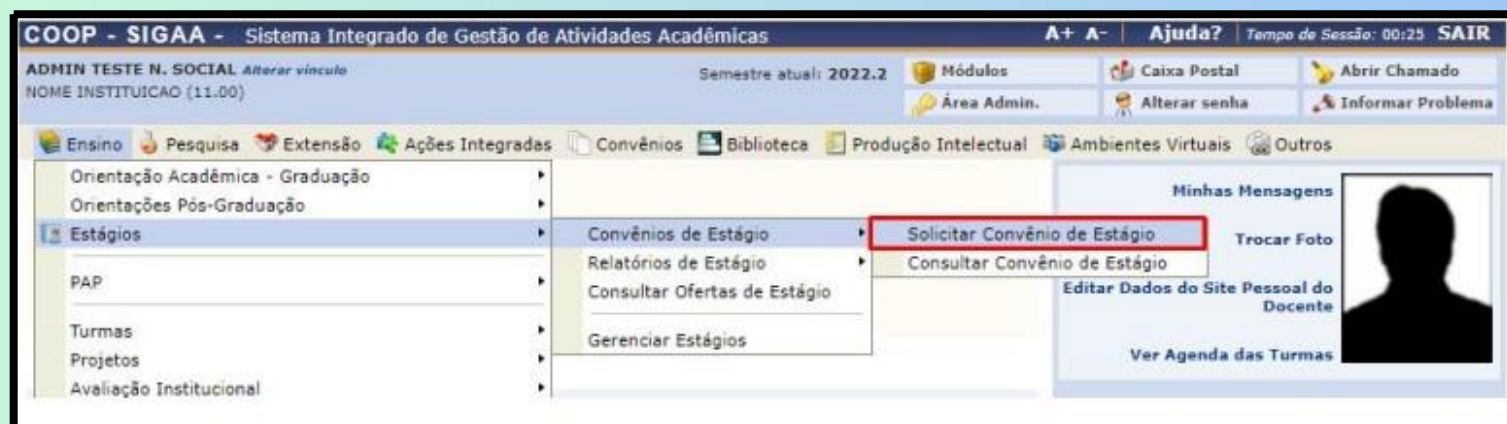 COOP - SIGAA - Sistema Integrado de Gestão de Atividades Acadêmicas A+ A- | Ajuda? | Tempo de Sessão: 00:25 SAIR
ADMIN TESTE N. SOCIAL Alterar vínculo
NOME INSTITUICAO (11.00)
Semestre atual: 2022.2
Módulos Caixa Postal Abrir Chamado
Área Admin. Alterar senha Informar Problema
Ensino Pesquisa Extensão Ações Integradas Convênios Biblioteca Produção Intelectual Ambientes Virtuais Outros
Orientação Acadêmica - Graduação
Orientações Pós-Graduação
Estágios
PAP
Turmas
Projetos
Avaliação Institucional
Convênios de Estágio
Relatórios de Estágio
Consultar Ofertas de Estágio
Gerenciar Estágios
Solicitar Convênio de Estágio
Consultar Convênio de Estágio
Minhas Mensagens
Trocar Foto
Editar Dados do Site Pessoal do
Docente
Ver Agenda das Turmas